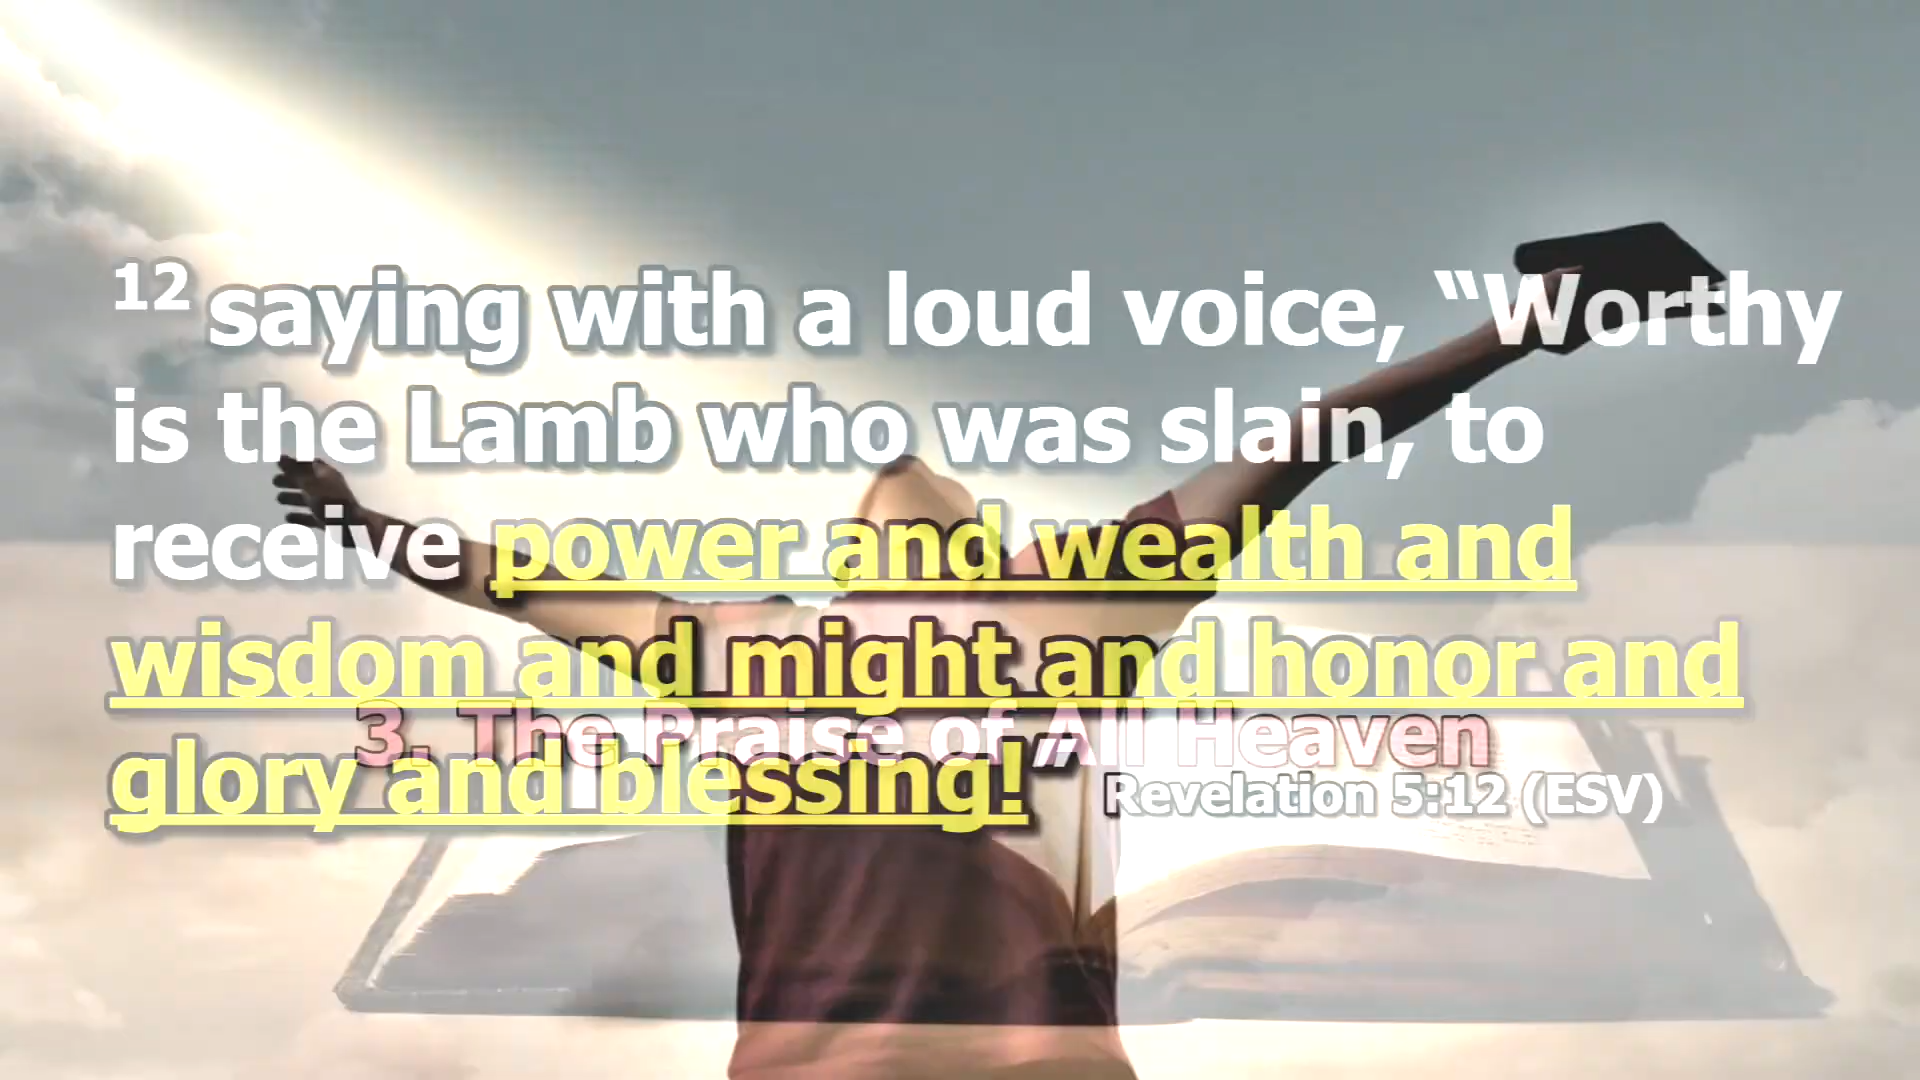 12 saying with a loud voice, “Worthy
is the Lamb who was slain, to
receive power and wealth and
wisdom and might and honor and
3. The Praise of All Heaven
glory and blessing!” Revelation 5:12 (ESV)